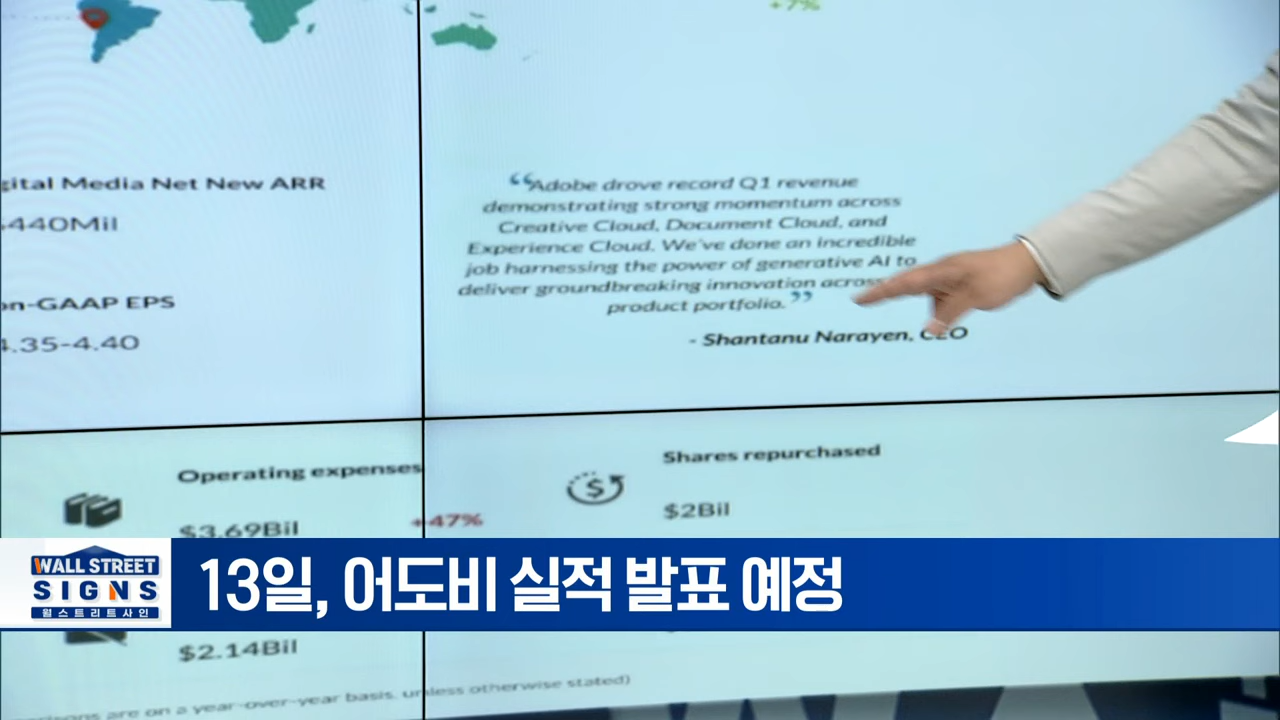 +7%
gital Media Net New ARR
440Mil
on-GAAP EPS
4.35-4.40
“Adobe drove record Q1 revenue
demonstrating strong momentum across
Creative Cloud, Document Cloud, and
Experience Cloud. We've done an incredible
job harnessing the power of generative AI to
deliver groundbreaking innovation across
product portfolio.”
- Shantanu Narayen, CEO
Operating expenses
$3.69Bil
+47%
Shares repurchased
$2Bil
WALL STREET
SIGNS
월스트리트사인
13일, 어도비 실적 발표 예정
$2.14Bil
are on a year-over-year basis, unless otherwise stated)